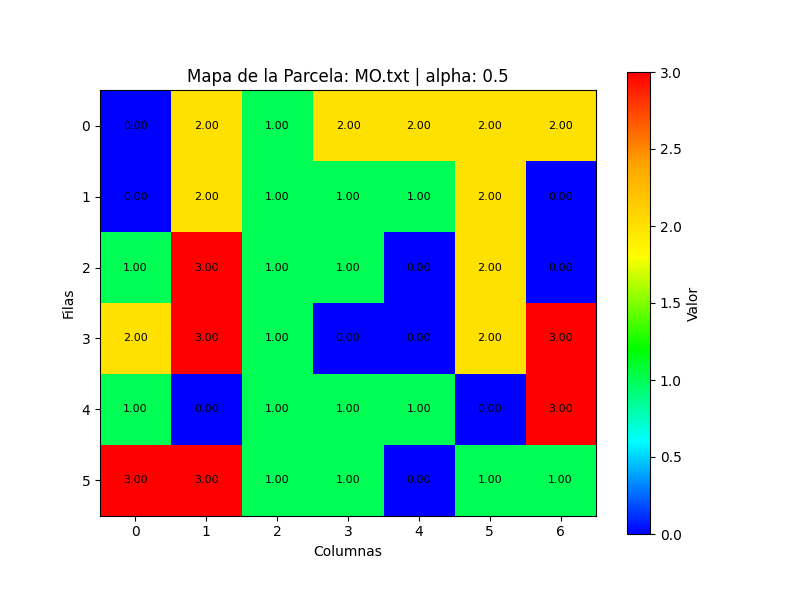 Mapa de la Parcela: MO.txt | alpha: 0.5
0 0.00 2.00 1.00 2.00 2.00 2.00 2.00
1 0.00 2.00 1.00 1.00 1.00 2.00 0.00
2 1.00 3.00 1.00 1.00 0.00 2.00 0.00
3 2.00 3.00 1.00 0.00 0.00 2.00 3.00
4 1.00 0.00 1.00 1.00 1.00 0.00 3.00
5 3.00 3.00 1.00 1.00 0.00 1.00 1.00
0 1 2 3 4 5 6
Columnas
Filas
3.0
2.5
2.0
1.5
1.0
0.5
0.0
Valor